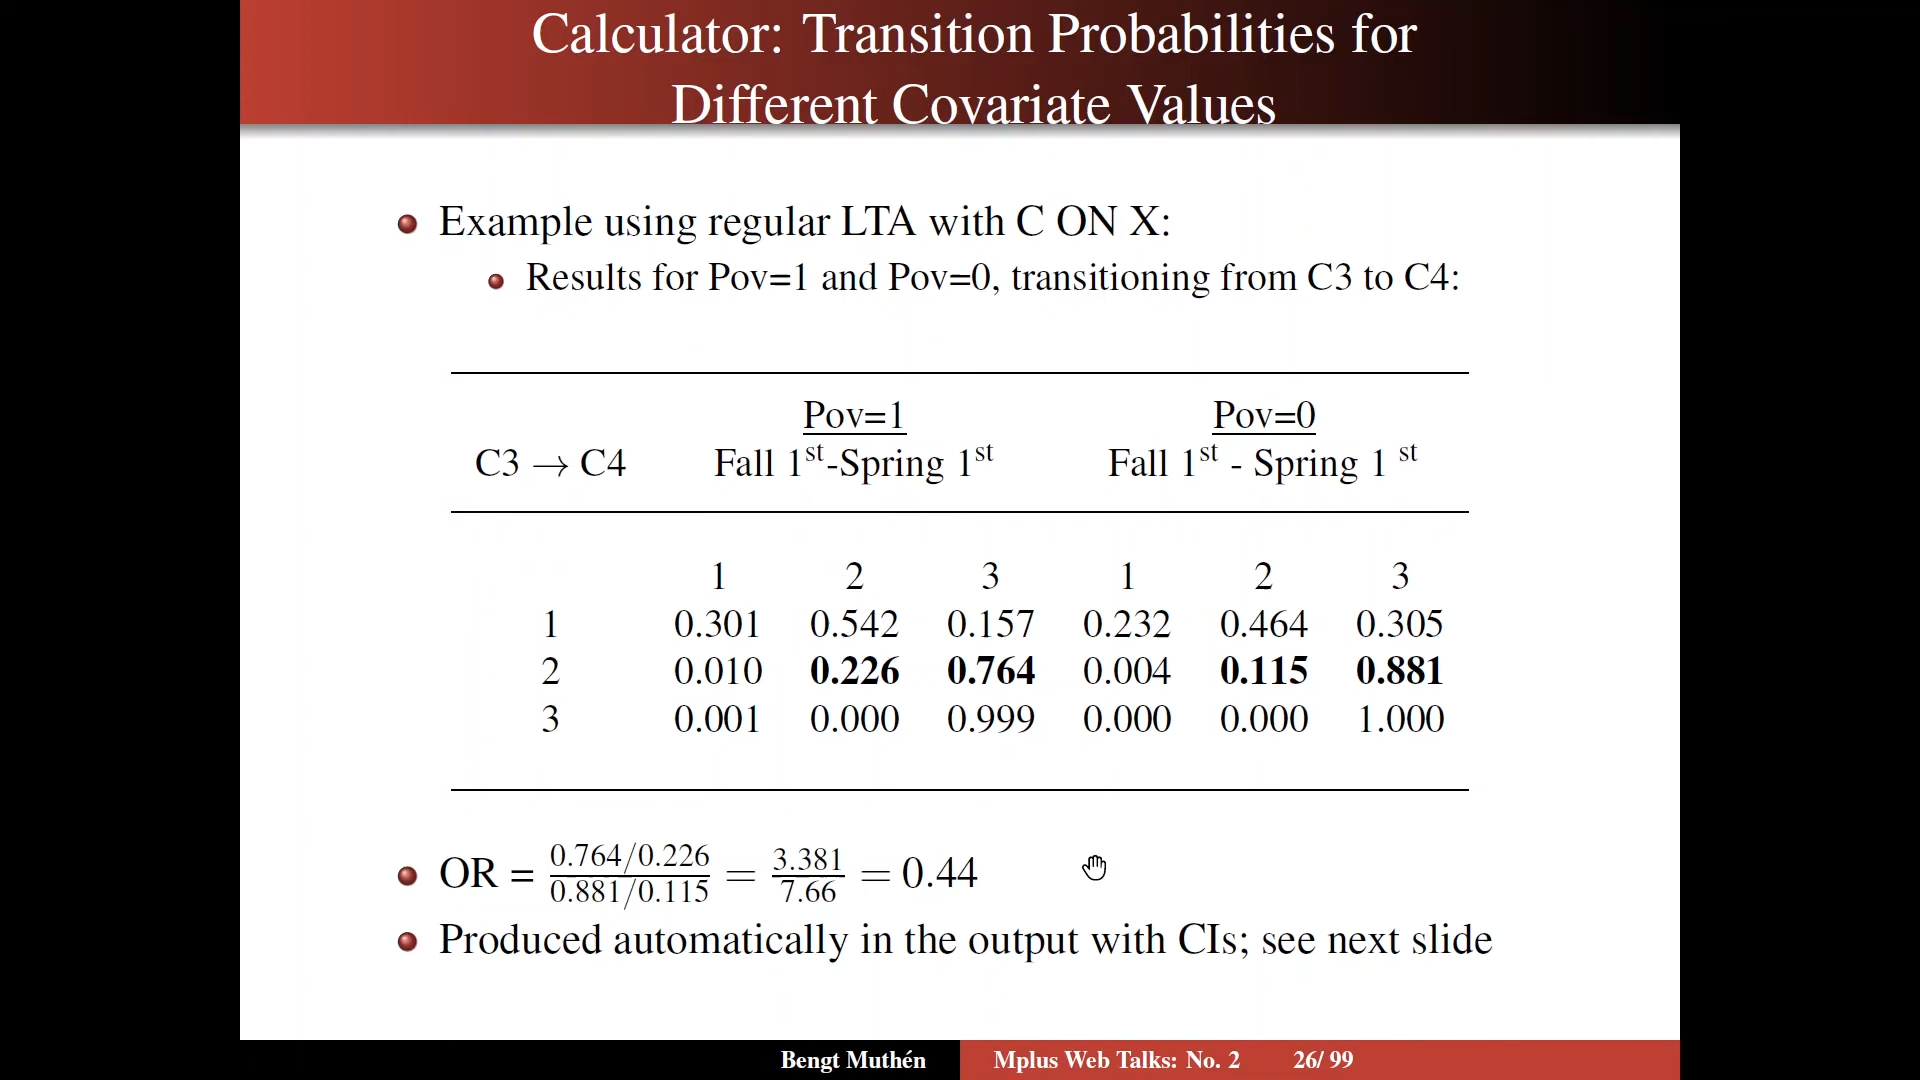 Calculator: Transition Probabilities for
Different Covariate Values
Example using regular LTA with C ON X:
Results for Pov=1 and Pov=0, transitioning from C3 to C4:
Pov=1 Pov=0
C3 → C4 Fall 1st-Spring 1st Fall 1st - Spring 1 st
1 2 3 1 2 3
1 0.301 0.542 0.157 0.232 0.464 0.305
2 0.010 0.226 0.764 0.004 0.115 0.881
3 0.001 0.000 0.999 0.000 0.000 1.000
OR = 0.764/0.226 / 0.881/0.115 = 3.381 / 7.66 = 0.44
Produced automatically in the output with CIs; see next slide
Bengt Muthén Mplus Web Talks: No. 2 26/ 99